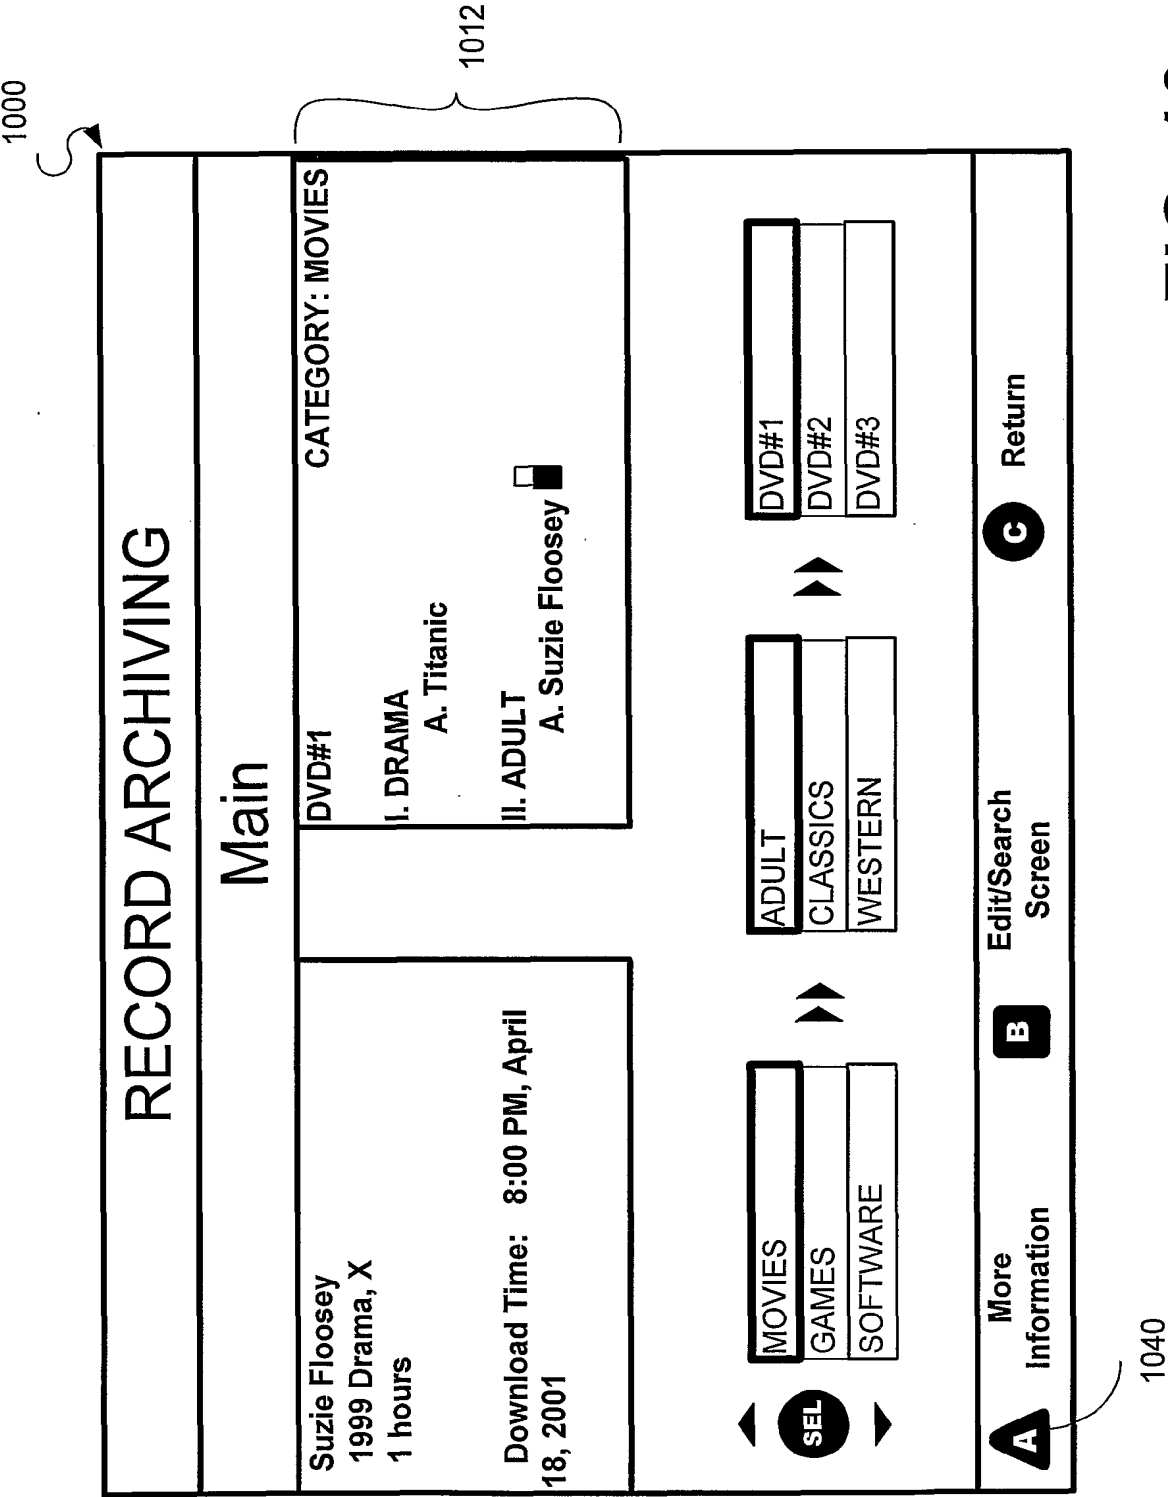 1000
RECORD ARCHIVING
Main
Suzie Floosey
1999 Drama, X
1 hours
Download Time: 8:00 PM, April
18, 2001
DVD#1 CATEGORY: MOVIES
I. DRAMA
A. Titanic
II. ADULT
A. Suzie Floosey
1012
SEL
MOVIES
GAMES
SOFTWARE
ADULT
CLASSICS
WESTERN
DVD#1
DVD#2
DVD#3
A More
Information
B Edit/Search
Screen
C Return
1040